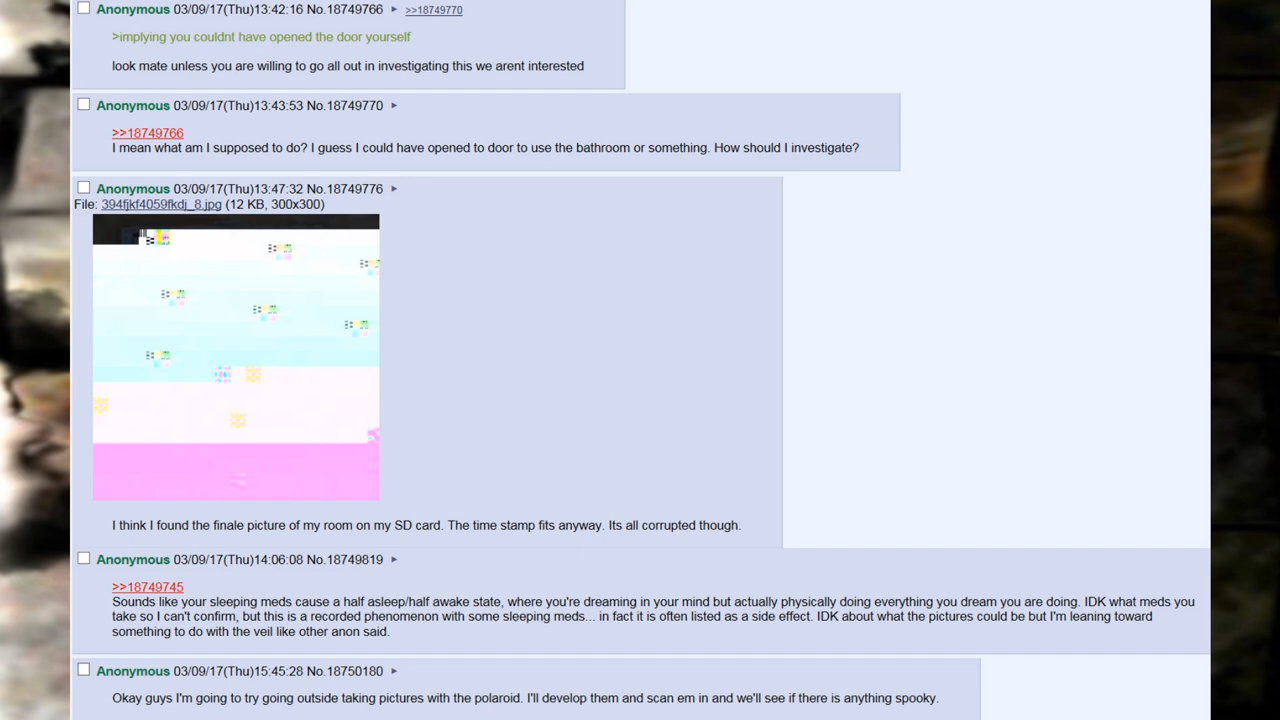 Anonymous 03/09/17(Thu)13:42:16 No.18749766 ▸ >>18749770
>implying you couldnt have opened the door yourself
look mate unless you are willing to go all out in investigating this we arent interested
Anonymous 03/09/17(Thu)13:43:53 No.18749770 ▸
>>18749766
I mean what am I supposed to do? I guess I could have opened to door to use the bathroom or something. How should I investigate?
Anonymous 03/09/17(Thu)13:47:32 No.18749776 ▸
File: 394fjkf4059fkdj_8.jpg (12 KB, 300x300)
I think I found the finale picture of my room on my SD card. The time stamp fits anyway. Its all corrupted though.
Anonymous 03/09/17(Thu)14:06:08 No.18749819 ▸
>>18749745
Sounds like your sleeping meds cause a half asleep/half awake state, where you're dreaming in your mind but actually physically doing everything you dream you are doing. IDK what meds you
take so I can't confirm, but this is a recorded phenomenon with some sleeping meds... in fact it is often listed as a side effect. IDK about what the pictures could be but I'm leaning toward
something to do with the veil like other anon said.
Anonymous 03/09/17(Thu)15:45:28 No.18750180 ▸
Okay guys I'm going to try going outside taking pictures with the polaroid. I'll develop them and scan em in and we'll see if there is anything spooky.